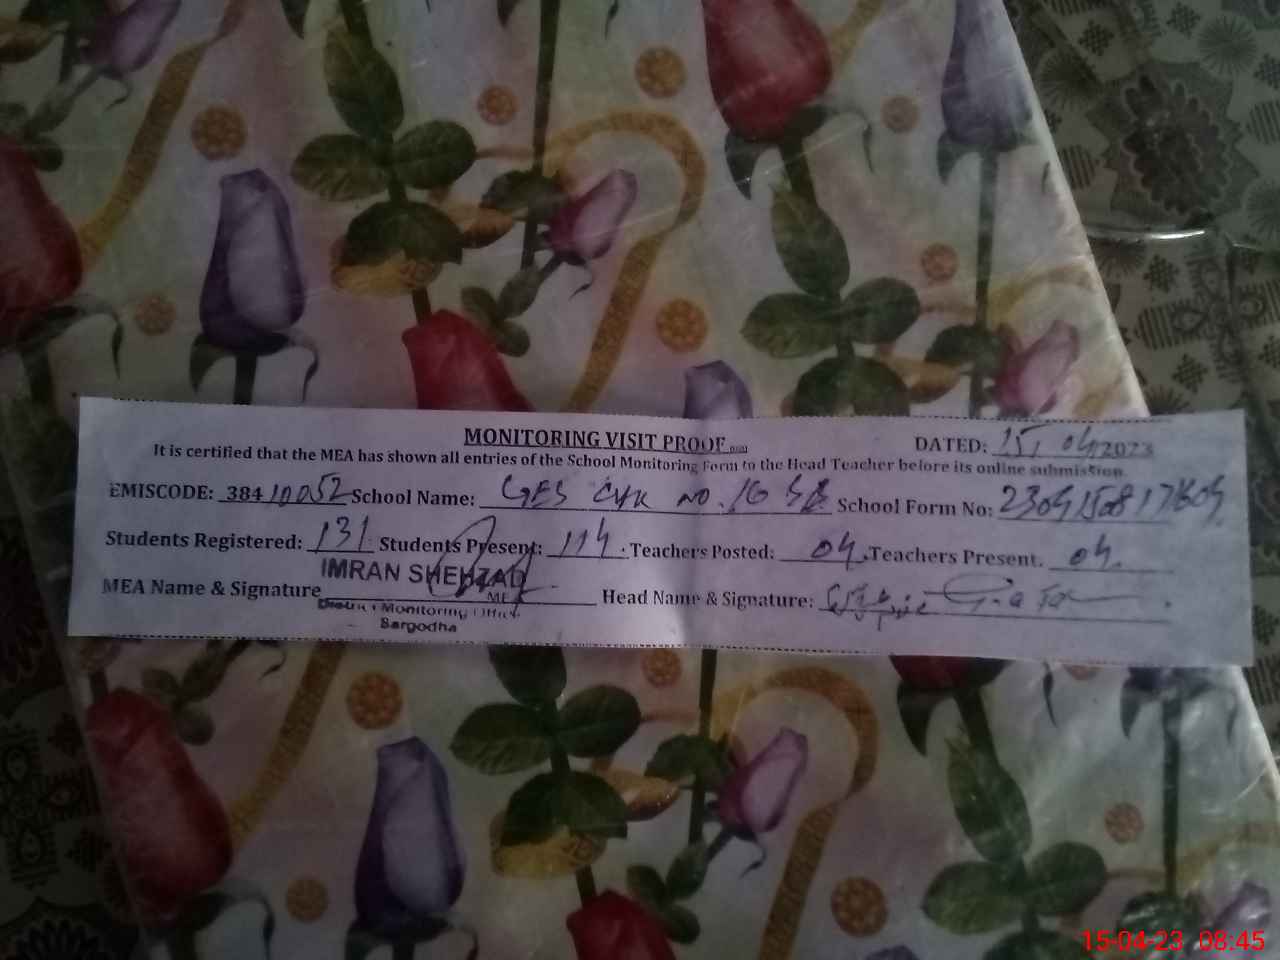 MONITORING VISIT PROOF DATED: 15, 04/2023
It is certified that the MEA has shown all entries of the School Monitoring Form to the Head Teacher before its online submission.
EMISCODE: 38410052 School Name: GES Chk No. 16 SB School Form No:
Students Registered: 131 Students Present: 114 . Teachers Posted: 04 . Teachers Present. 04.
IMRAN SHEHZAD
MEA Name & Signature Head Name & Signature:
District Monitoring Officer
Sargodha
15-04-23 08:45